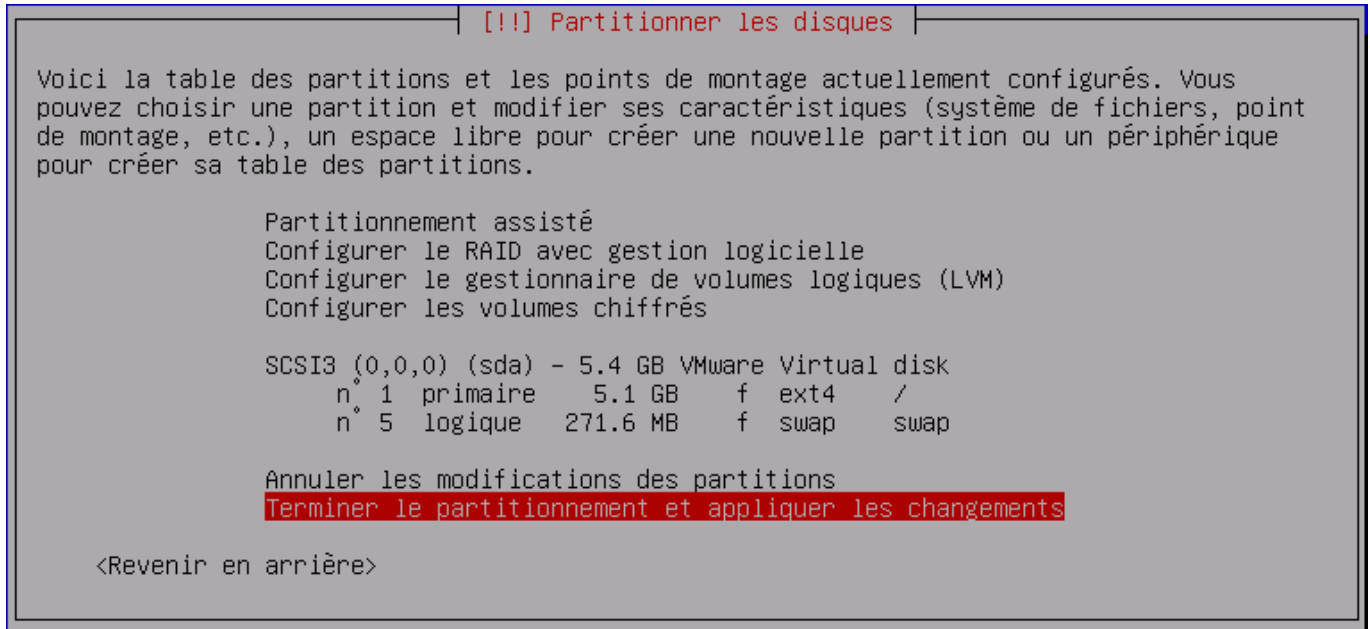 [!!] Partitionner les disques
Voici la table des partitions et les points de montage actuellement configurés. Vous
pouvez choisir une partition et modifier ses caractéristiques (système de fichiers, point
de montage, etc.), un espace libre pour créer une nouvelle partition ou un périphérique
pour créer sa table des partitions.
Partitionnement assisté
Configurer le RAID avec gestion logicielle
Configurer le gestionnaire de volumes logiques (LVM)
Configurer les volumes chiffrés
SCSI3 (0,0,0) (sda) – 5.4 GB VMware Virtual disk
n° 1 primaire 5.1 GB f ext4 /
n° 5 logique 271.6 MB f swap swap
Annuler les modifications des partitions
Terminer le partitionnement et appliquer les changements
<Revenir en arrière>